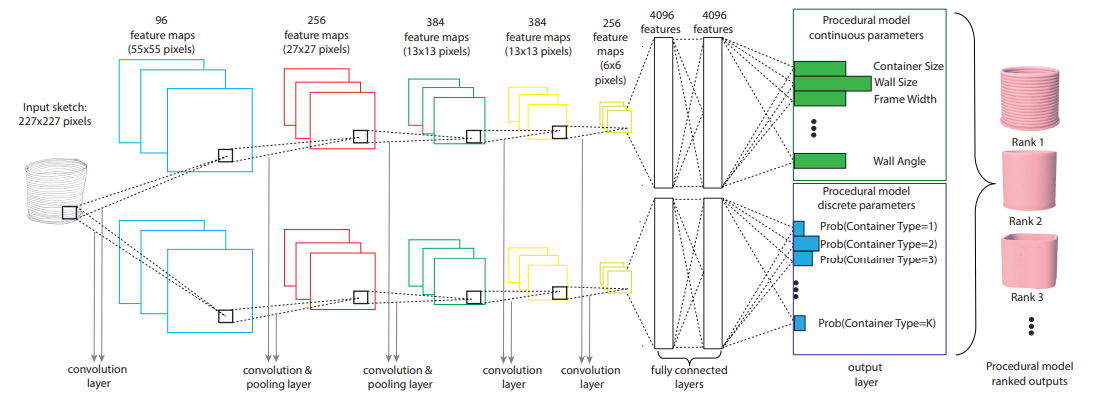 96
feature maps
(55x55 pixels)
256
feature maps
(27x27 pixels)
384
feature maps
(13x13 pixels)
384
feature maps
(13x13 pixels)
256
feature
maps
(6x6
pixels)
4096
features
4096
features
Input sketch:
227x227 pixels
Procedural model
continuous parameters
Container Size
Wall Size
Frame Width
Wall Angle
Procedural model
discrete parameters
Prob(Container Type=1)
Prob(Container Type=2)
Prob(Container Type=3)
Prob(Container Type=K)
Rank 1
Rank 2
Rank 3
convolution
layer
convolution &
pooling layer
convolution &
pooling layer
convolution
layer
convolution
layer
fully connected
layers
output
layer
Procedural model
ranked outputs